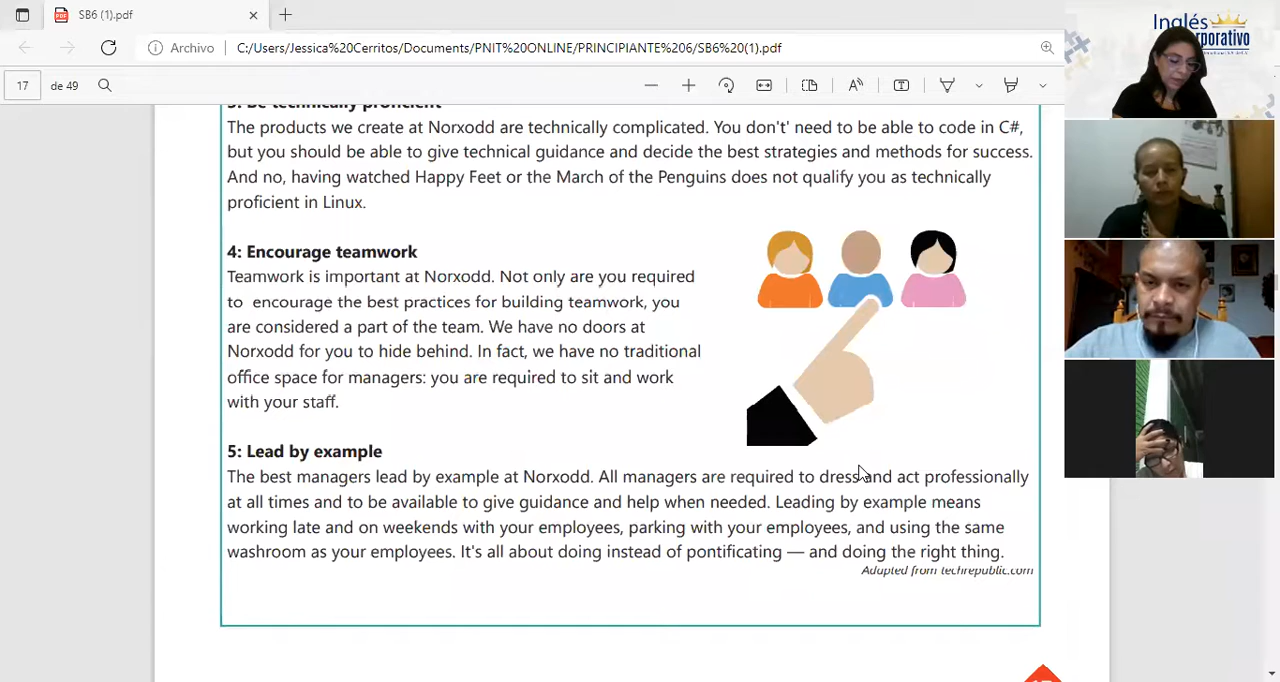 SB6 (1).pdf
Archivo
C:/Users/Jessica%20Cerritos/Documents/PNIT%20ONLINE/PRINCIPIANTE%206/SB6%20(1).pdf
17
de 49
3: Be technically proficient
The products we create at Norxodd are technically complicated. You don't' need to be able to code in C#,
but you should be able to give technical guidance and decide the best strategies and methods for success.
And no, having watched Happy Feet or the March of the Penguins does not qualify you as technically
proficient in Linux.
4: Encourage teamwork
Teamwork is important at Norxodd. Not only are you required
to encourage the best practices for building teamwork, you
are considered a part of the team. We have no doors at
Norxodd for you to hide behind. In fact, we have no traditional
office space for managers: you are required to sit and work
with your staff.
5: Lead by example
The best managers lead by example at Norxodd. All managers are required to dress and act professionally
at all times and to be available to give guidance and help when needed. Leading by example means
working late and on weekends with your employees, parking with your employees, and using the same
washroom as your employees. It's all about doing instead of pontificating — and doing the right thing.
Adapted from techrepublic.com
Inglés